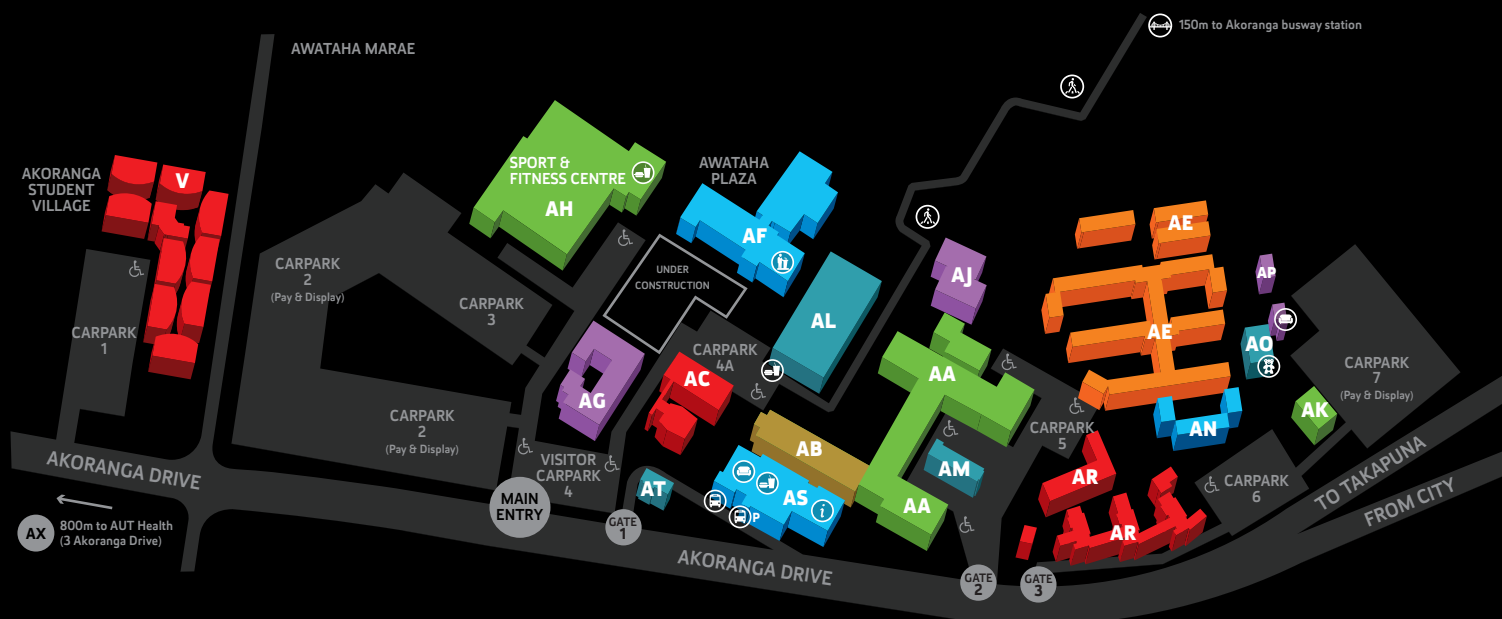 150m to Akoranga busway station
AWATAHA MARAE
AKORANGA
STUDENT
VILLAGE
V
SPORT &
FITNESS CENTRE
AH
AWATAHA
PLAZA
AF
UNDER
CONSTRUCTION
AL
AJ
AE
AE
AP
AO
CARPARK
1
CARPARK
2
(Pay & Display)
CARPARK
3
CARPARK
4A
CARPARK
7
(Pay & Display)
AG
AC
AA
AK
AN
CARPARK
2
(Pay & Display)
AB
CARPARK
5
AM
AR
VISITOR
CARPARK
4
AT
AS
i
P
AA
AR
CARPARK
6
TO TAKAPUNA
FROM CITY
AKORANGA DRIVE
AX
800m to AUT Health
(3 Akoranga Drive)
MAIN
ENTRY
GATE
1
AKORANGA DRIVE
GATE
2
GATE
3